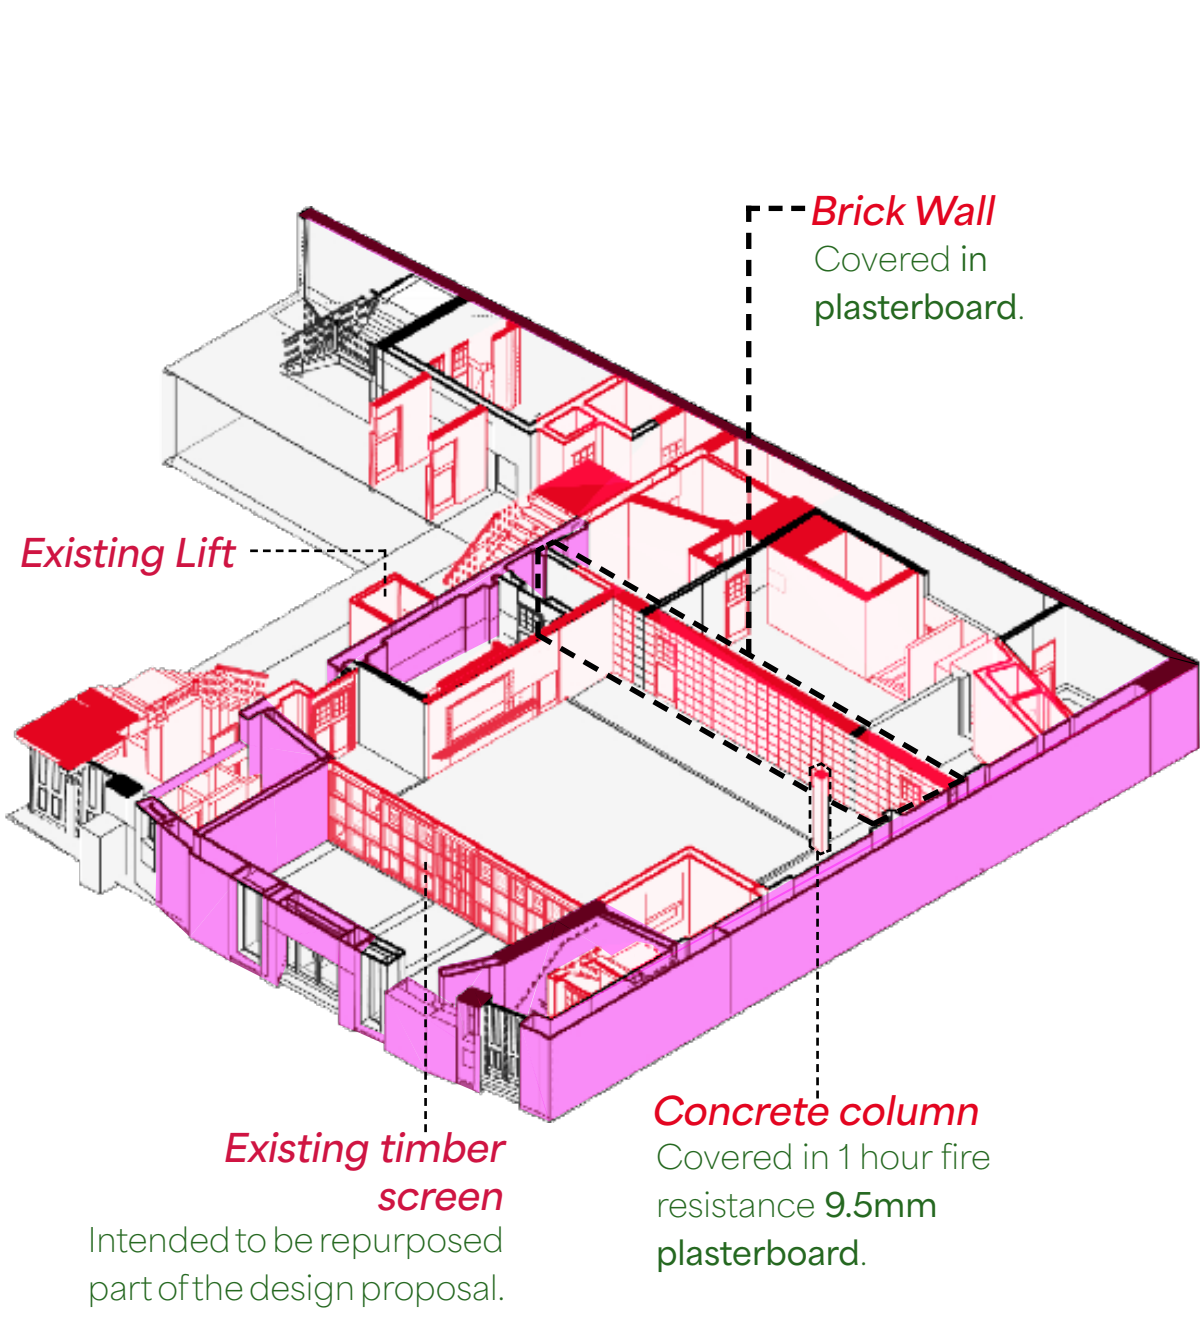 Brick Wall
Covered in
plasterboard.
Existing Lift
Concrete column
Covered in 1 hour fire
resistance 9.5mm
plasterboard.
Existing timber
screen
Intended to be repurposed
part of the design proposal.